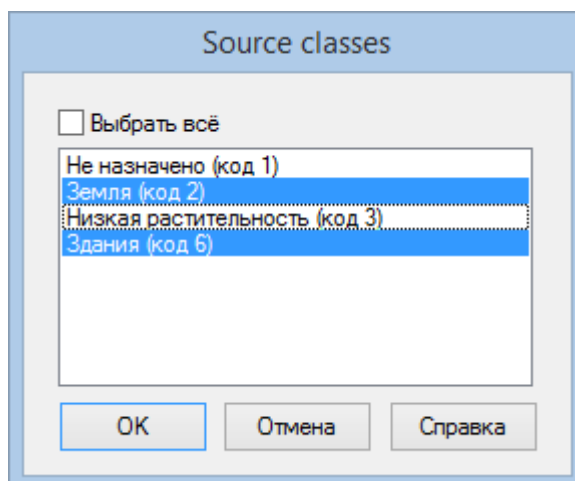 Source classes
Выбрать всё
Не назначено (код 1)
Земля (код 2)
Низкая растительность (код 3)
Здания (код 6)
OK
Отмена
Справка